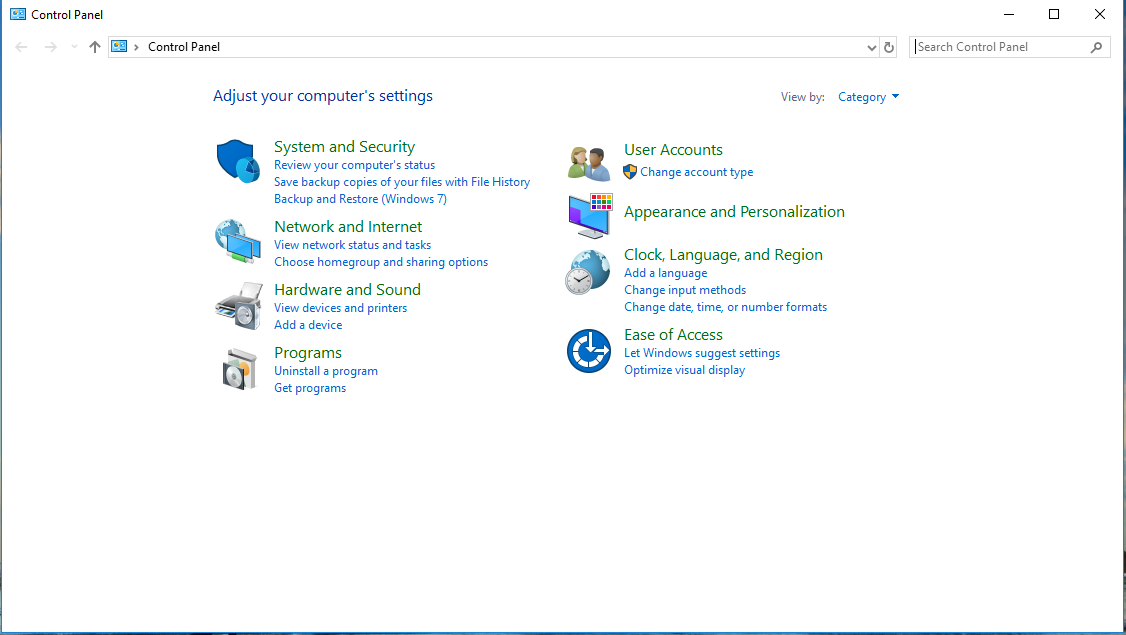 Control Panel
Control Panel
Search Control Panel
Adjust your computer's settings
View by: Category
System and Security
Review your computer's status
Save backup copies of your files with File History
Backup and Restore (Windows 7)
Network and Internet
View network status and tasks
Choose homegroup and sharing options
Hardware and Sound
View devices and printers
Add a device
Programs
Uninstall a program
Get programs
User Accounts
Change account type
Appearance and Personalization
Clock, Language, and Region
Add a language
Change input methods
Change date, time, or number formats
Ease of Access
Let Windows suggest settings
Optimize visual display